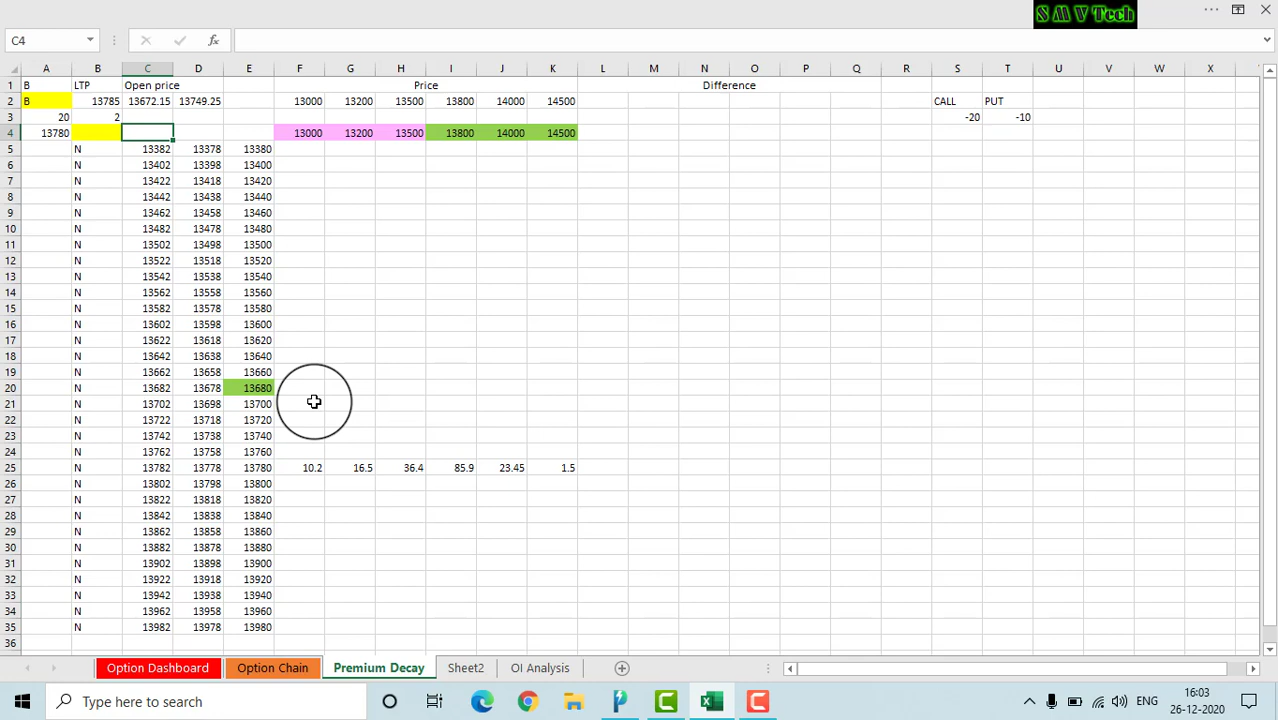 S M V Tech
C4
fx
A B C D E F G H I J K L M N O P Q R S T U V W X
1 B LTP Open price Price Difference
2 B 13785 13672.15 13749.25 13000 13200 13500 13800 14000 14500 CALL PUT
3 20 2 -20 -10
4 13780 13000 13200 13500 13800 14000 14500
5 N 13382 13378 13380
6 N 13402 13398 13400
7 N 13422 13418 13420
8 N 13442 13438 13440
9 N 13462 13458 13460
10 N 13482 13478 13480
11 N 13502 13498 13500
12 N 13522 13518 13520
13 N 13542 13538 13540
14 N 13562 13558 13560
15 N 13582 13578 13580
16 N 13602 13598 13600
17 N 13622 13618 13620
18 N 13642 13638 13640
19 N 13662 13658 13660
20 N 13682 13678 13680
21 N 13702 13698 13700
22 N 13722 13718 13720
23 N 13742 13738 13740
24 N 13762 13758 13760
25 N 13782 13778 13780 10.2 16.5 36.4 85.9 23.45 1.5
26 N 13802 13798 13800
27 N 13822 13818 13820
28 N 13842 13838 13840
29 N 13862 13858 13860
30 N 13882 13878 13880
31 N 13902 13898 13900
32 N 13922 13918 13920
33 N 13942 13938 13940
34 N 13962 13958 13960
35 N 13982 13978 13980
36
Option Dashboard Option Chain Premium Decay Sheet2 OI Analysis
Type here to search ENG 16:03
26-12-2020